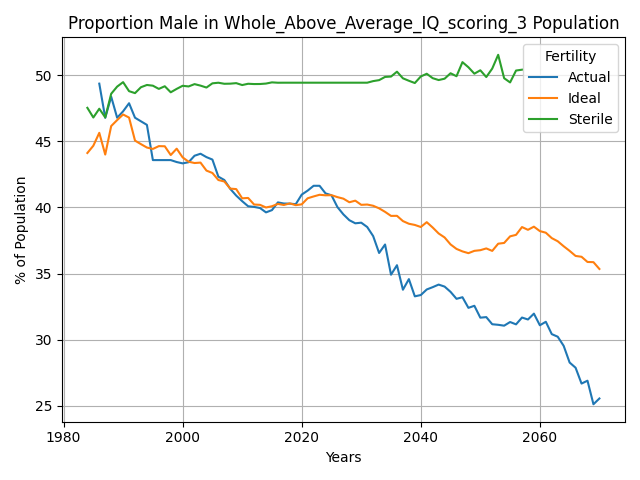 Proportion Male in Whole_Above_Average_IQ_scoring_3 Population
Fertility
Actual
Ideal
Sterile
% of Population
50
45
40
35
30
25
1980
2000
2020
2040
2060
Years